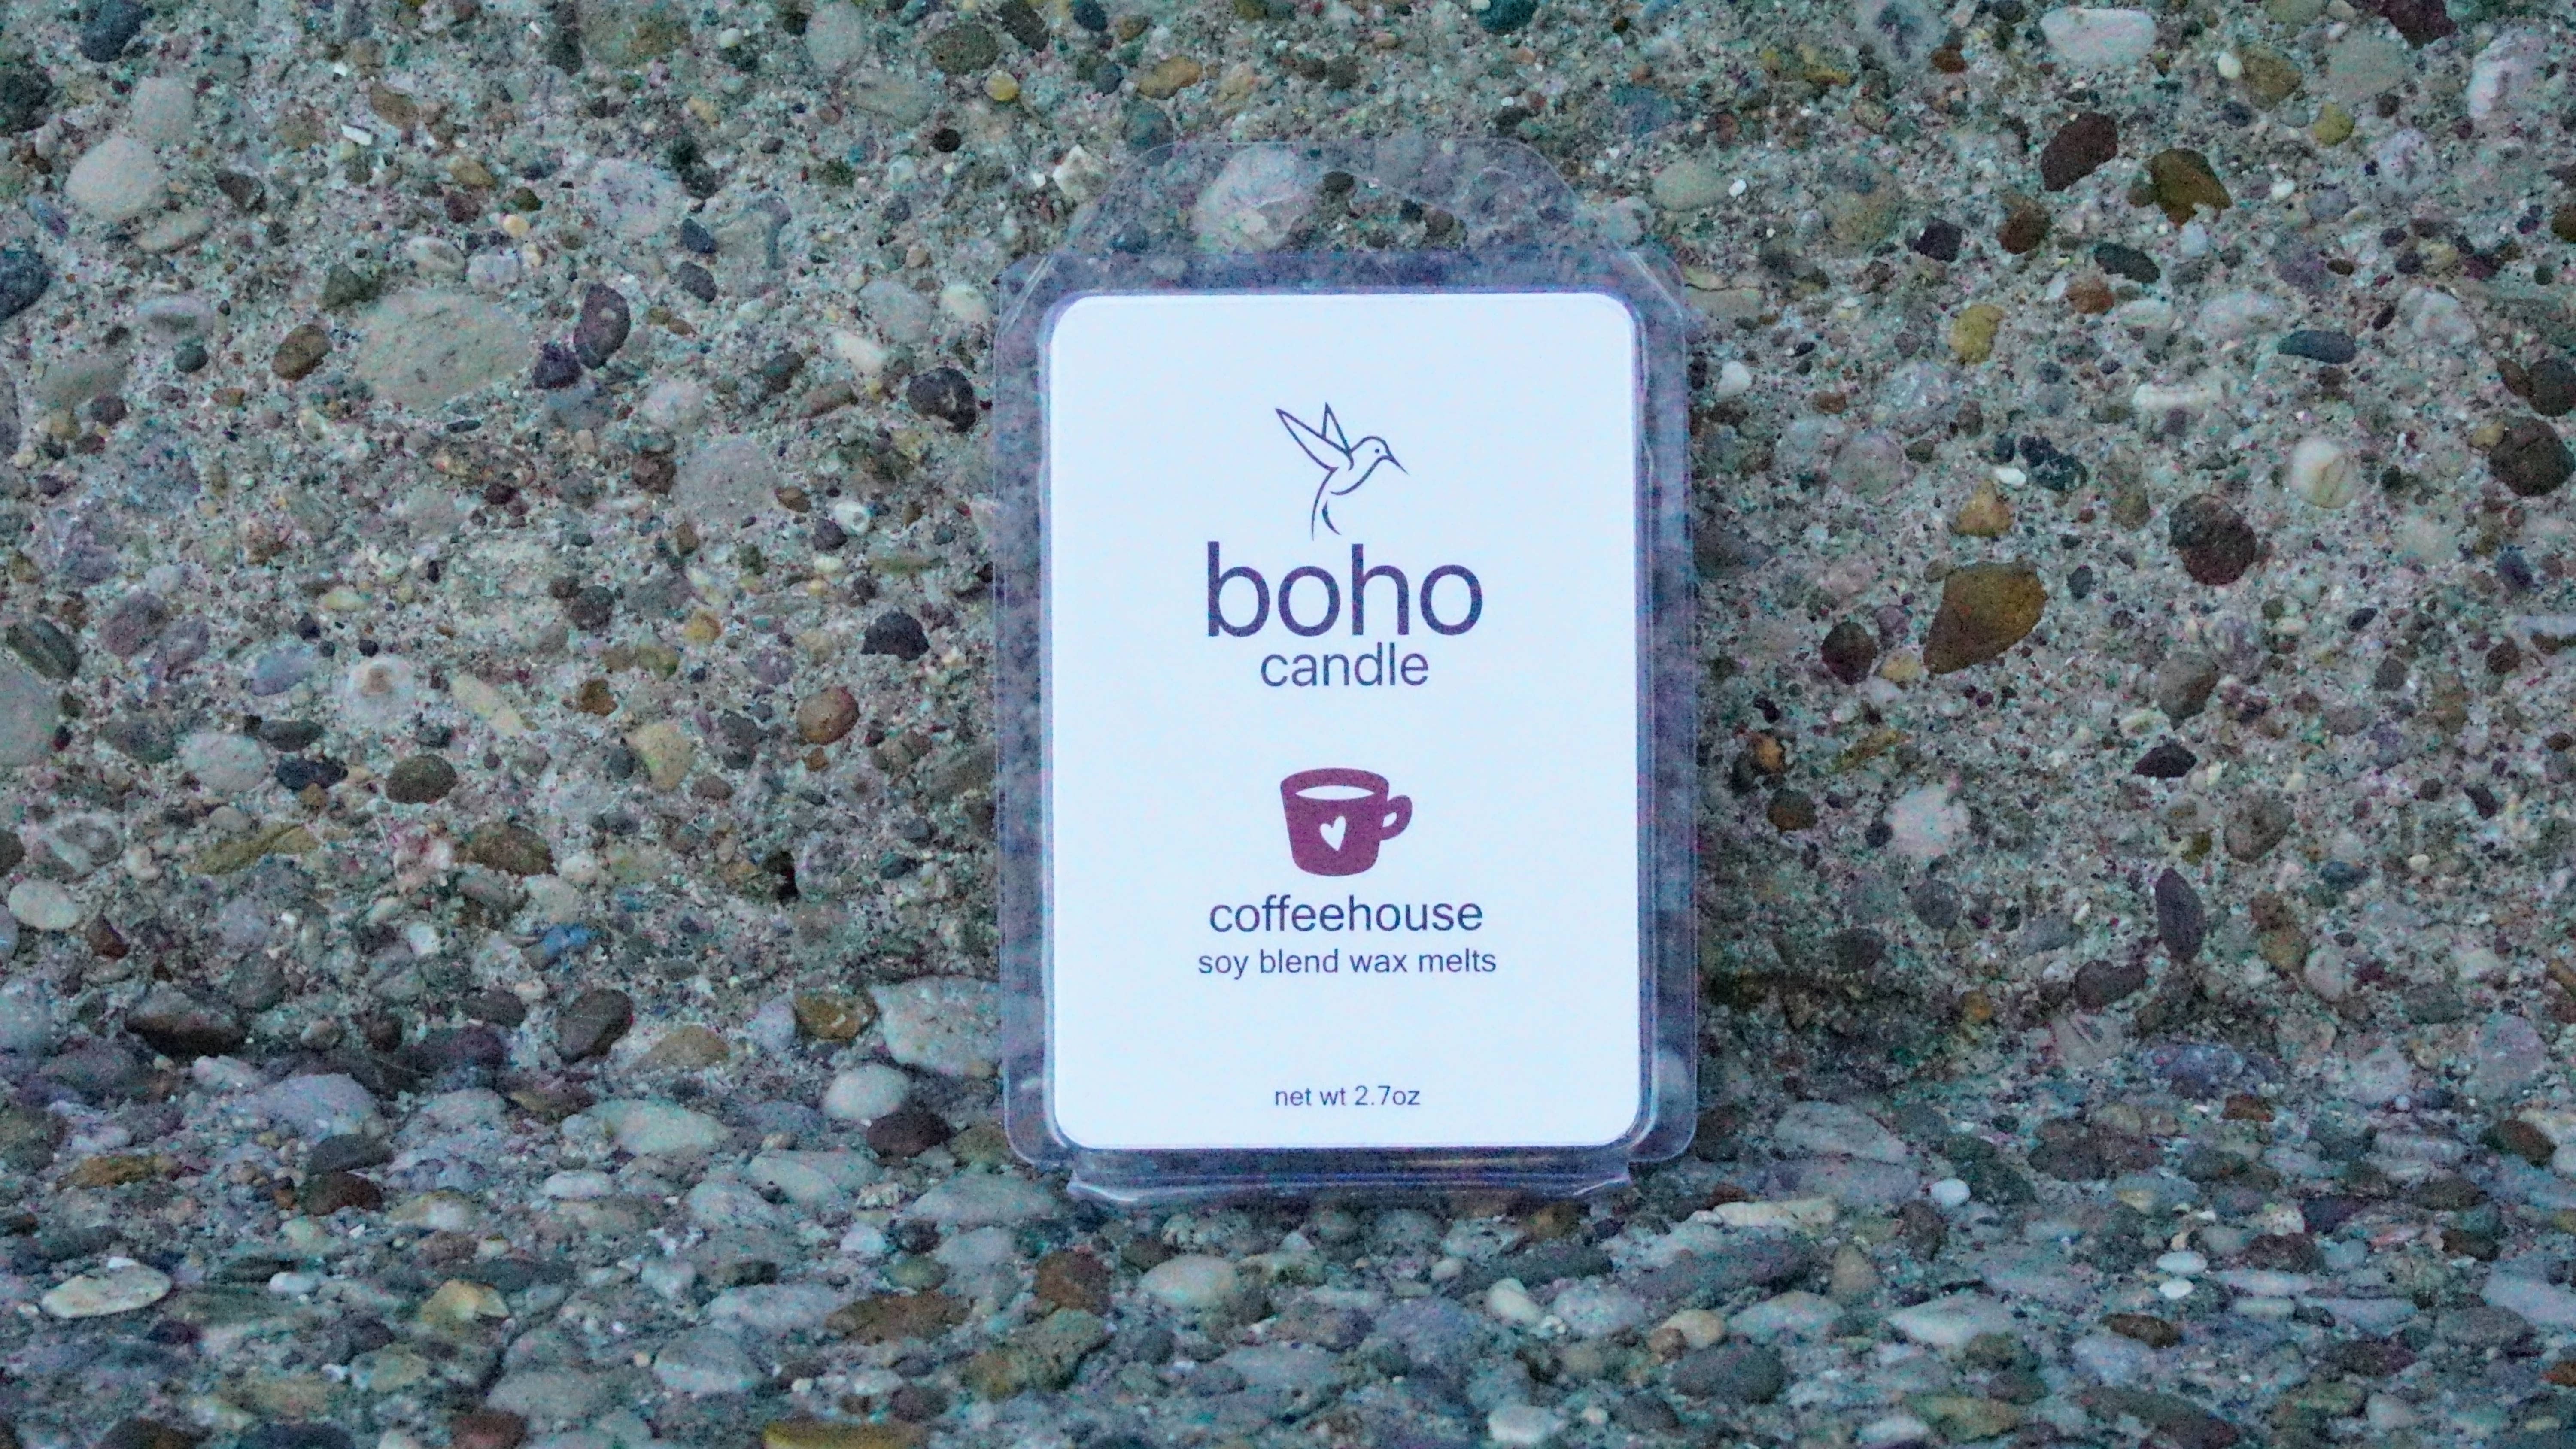 boho
candle
coffeehouse
soy blend wax melts
net wt 2.7oz